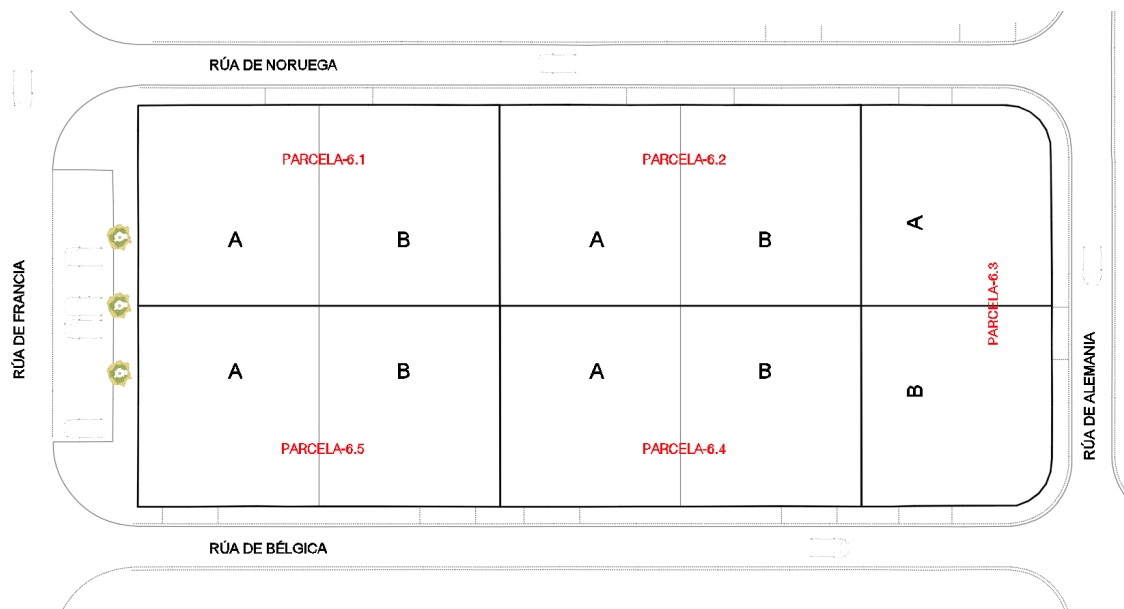 RÚA DE NORUEGA
PARCELA-6.1
PARCELA-6.2
A
B
A
B
A
RÚA DE FRANCIA
PARCELA-6.3
A
B
A
B
B
RÚA DE ALEMANIA
PARCELA-6.5
PARCELA-6.4
RÚA DE BÉLGICA